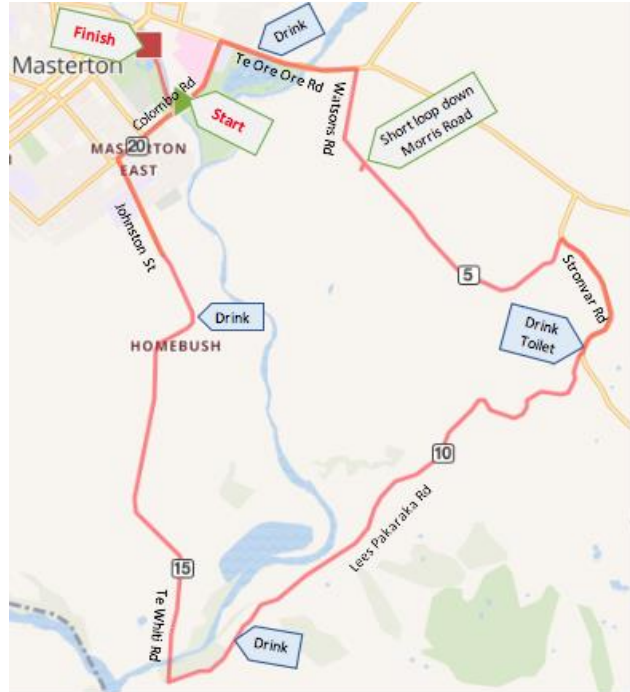 Finish
Drink
Masterton
Te Ore Ore Rd
Colombo Rd
Start
Watsons Rd
Short loop down
Morris Road
20
MASTERTON
EAST
Johnston St
5
Stronvar Rd
Drink
Drink
Toilet
HOMEBUSH
10
Lees Pakaraka Rd
15
Te Whiti Rd
Drink